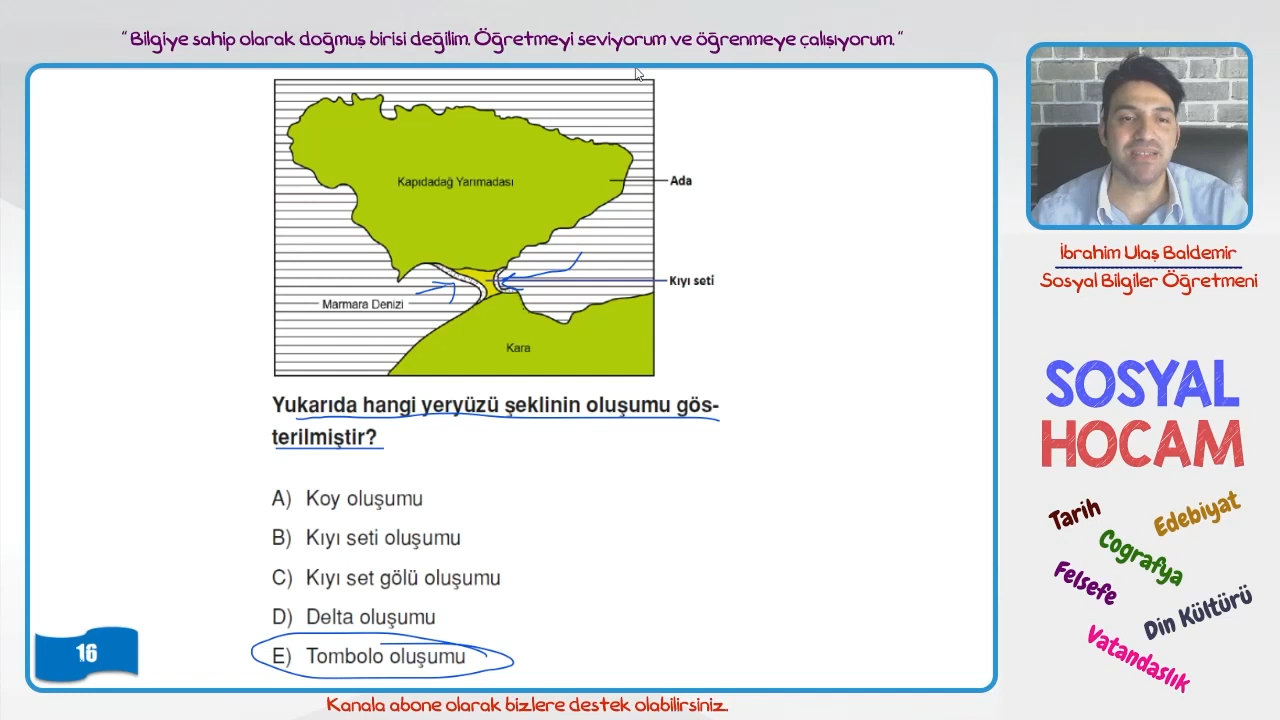 " Bilgiye sahip olarak doğmuş birisi değilim. Öğretmeyi seviyorum ve öğrenmeye çalışıyorum. "
Kapıdadağ Yarımadası
Ada
Kıyı seti
Marmara Denizi
Kara
Yukarıda hangi yeryüzü şeklinin oluşumu gös-
terilmiştir?
A) Koy oluşumu
B) Kıyı seti oluşumu
C) Kıyı set gölü oluşumu
D) Delta oluşumu
E) Tombolo oluşumu
16
Kanala abone olarak bizlere destek olabilirsiniz.
İbrahim Ulaş Baldemir
Sosyal Bilgiler Öğretmeni
SOSYAL
HOCAM
Tarih
Edebiyat
Coğrafya
Felsefe
Din Kültürü
Vatandaslık